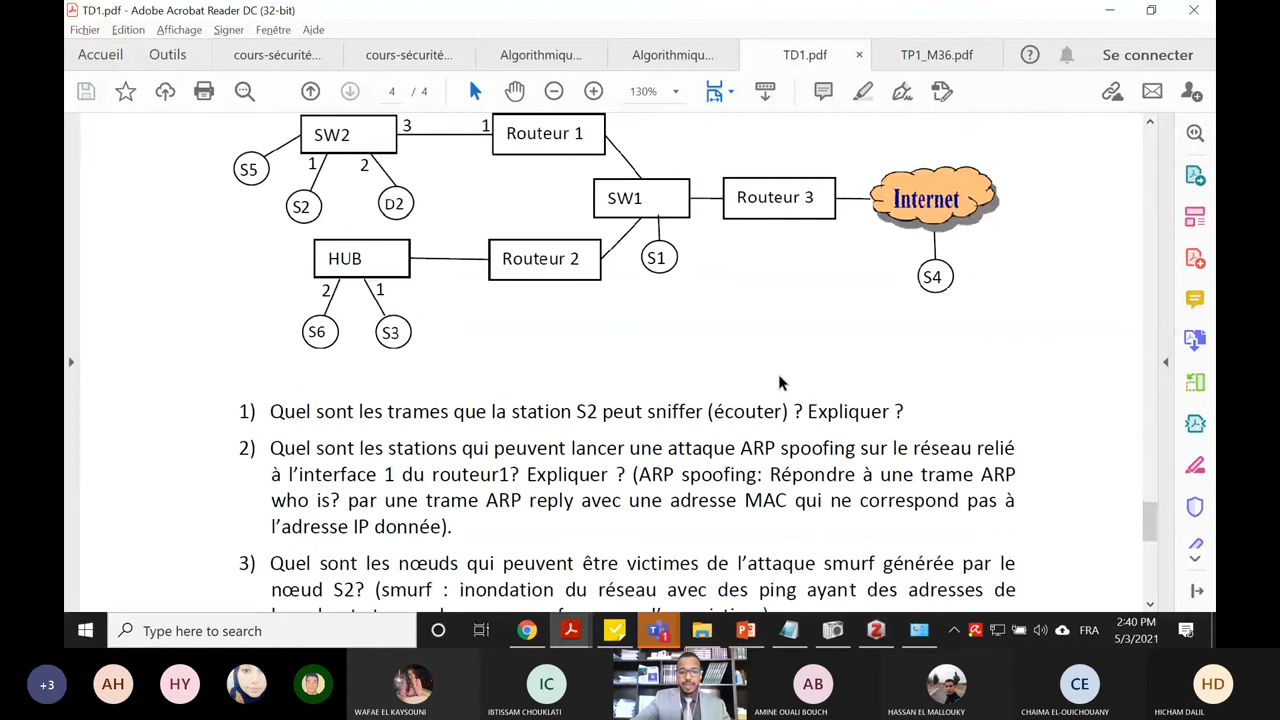 TD1.pdf - Adobe Acrobat Reader DC (32-bit)
Fichier Edition Affichage Signer Fenêtre Aide
Accueil Outils cours-sécurité... cours-sécurité... Algorithmiqu... Algorithmiqu... TD1.pdf × TP1_M36.pdf Se connecter
4 / 4 130%
SW2 3 1 Routeur 1
S5 1 2
S2 D2
SW1 Routeur 3 Internet
HUB Routeur 2 S1 S4
2 1
S6 S3
1) Quel sont les trames que la station S2 peut sniffer (écouter) ? Expliquer ?
2) Quel sont les stations qui peuvent lancer une attaque ARP spoofing sur le réseau relié
à l'interface 1 du routeur1? Expliquer ? (ARP spoofing: Répondre à une trame ARP
who is? par une trame ARP reply avec une adresse MAC qui ne correspond pas à
l'adresse IP donnée).
3) Quel sont les nœuds qui peuvent être victimes de l'attaque smurf générée par le
nœud S2? (smurf : inondation du réseau avec des ping ayant des adresses de
Type here to search
FRA
2:40 PM
5/3/2021
+3 AH HY IC AB CE HD
WAFAE EL KAYSOUNI IBTISSAM CHOUKLATI AMINE OUALI BOUCH HASSAN EL MALLOUKY CHAIMA EL-OUICHOUANY HICHAM DALIL